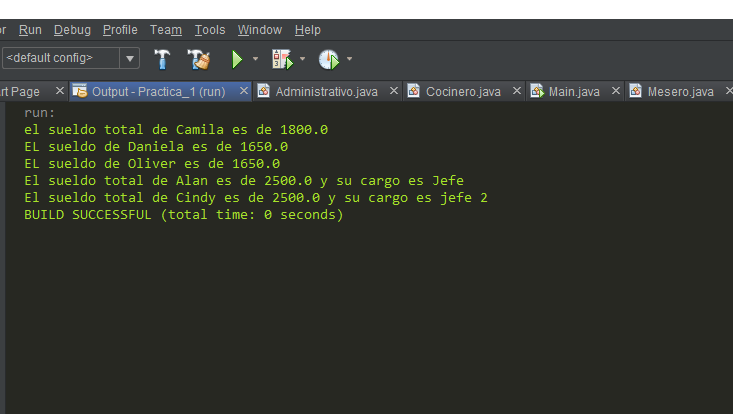 Run Debug Profile Team Tools Window Help
<default config>
rt Page Output - Practica_1 (run) Administrativo.java Cocinero.java Main.java Mesero.java
run:
el sueldo total de Camila es de 1800.0
EL sueldo de Daniela es de 1650.0
EL sueldo de Oliver es de 1650.0
El sueldo total de Alan es de 2500.0 y su cargo es Jefe
El sueldo total de Cindy es de 2500.0 y su cargo es jefe 2
BUILD SUCCESSFUL (total time: 0 seconds)